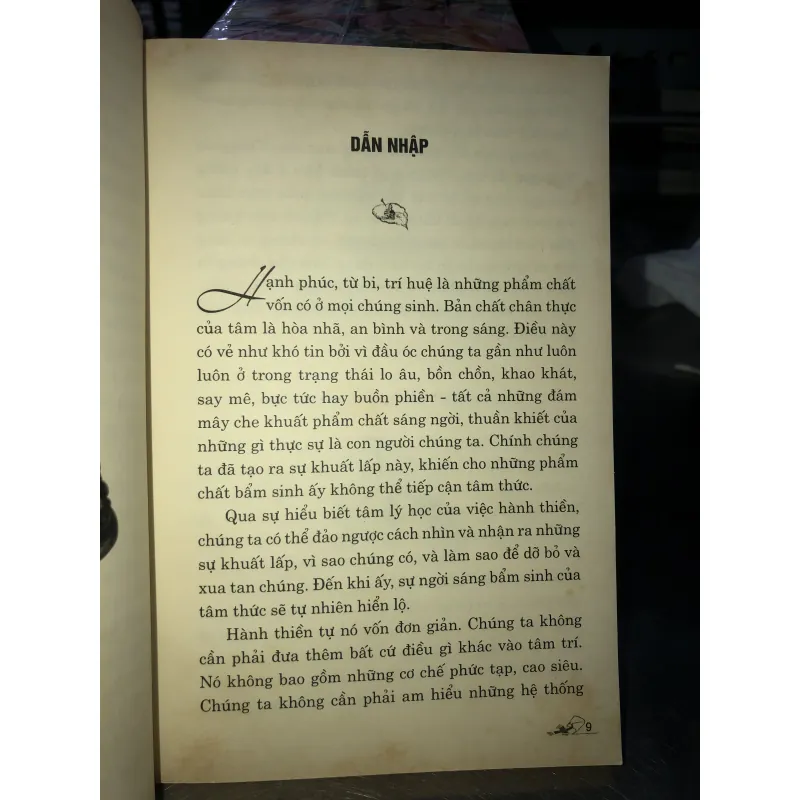 DẪN NHẬP
Hạnh phúc, từ bi, trí huệ là những phẩm chất
vốn có ở mọi chúng sinh. Bản chất chân thực
của tâm là hòa nhã, an bình và trong sáng. Điều này
có vẻ như khó tin bởi vì đầu óc chúng ta gần như luôn
luôn ở trong trạng thái lo âu, bồn chồn, khao khát,
say mê, bực tức hay buồn phiền - tất cả những đám
mây che khuất phẩm chất sáng ngời, thuần khiết của
những gì thực sự là con người chúng ta. Chính chúng
ta đã tạo ra sự khuất lấp này, khiến cho những phẩm
chất bẩm sinh ấy không thể tiếp cận tâm thức.
Qua sự hiểu biết tâm lý học của việc hành thiền,
chúng ta có thể đảo ngược cách nhìn và nhận ra những
sự khuất lấp, vì sao chúng có, và làm sao để dỡ bỏ và
xua tan chúng. Đến khi ấy, sự ngời sáng bẩm sinh của
tâm thức sẽ tự nhiên hiển lộ.
Hành thiền tự nó vốn đơn giản. Chúng ta không
cần phải đưa thêm bất cứ điều gì khác vào tâm trí.
Nó không bao gồm những cơ chế phức tạp, cao siêu.
Chúng ta không cần phải am hiểu những hệ thống
9